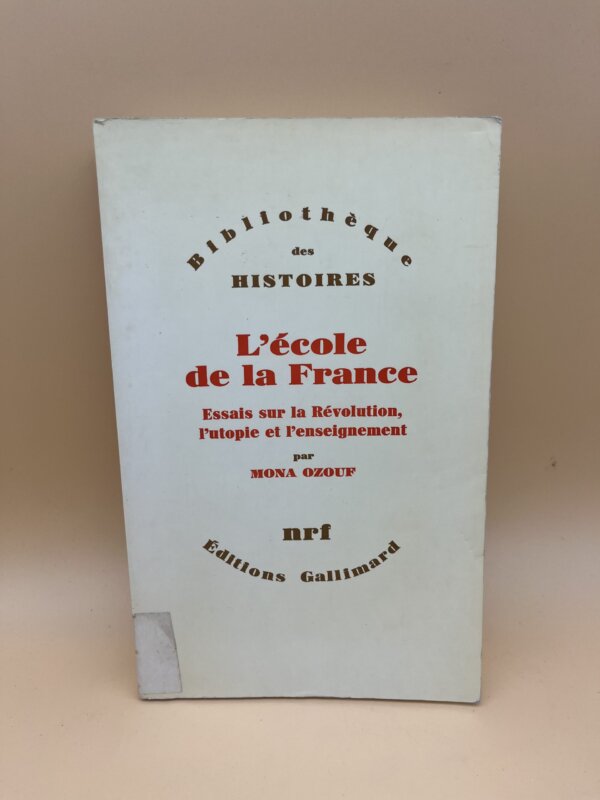 Bibliothèque
des
HISTOIRES
L'école
de la France
Essais sur la Révolution,
l'utopie et l'enseignement
par
MONA OZOUF
nrf
Éditions Gallimard